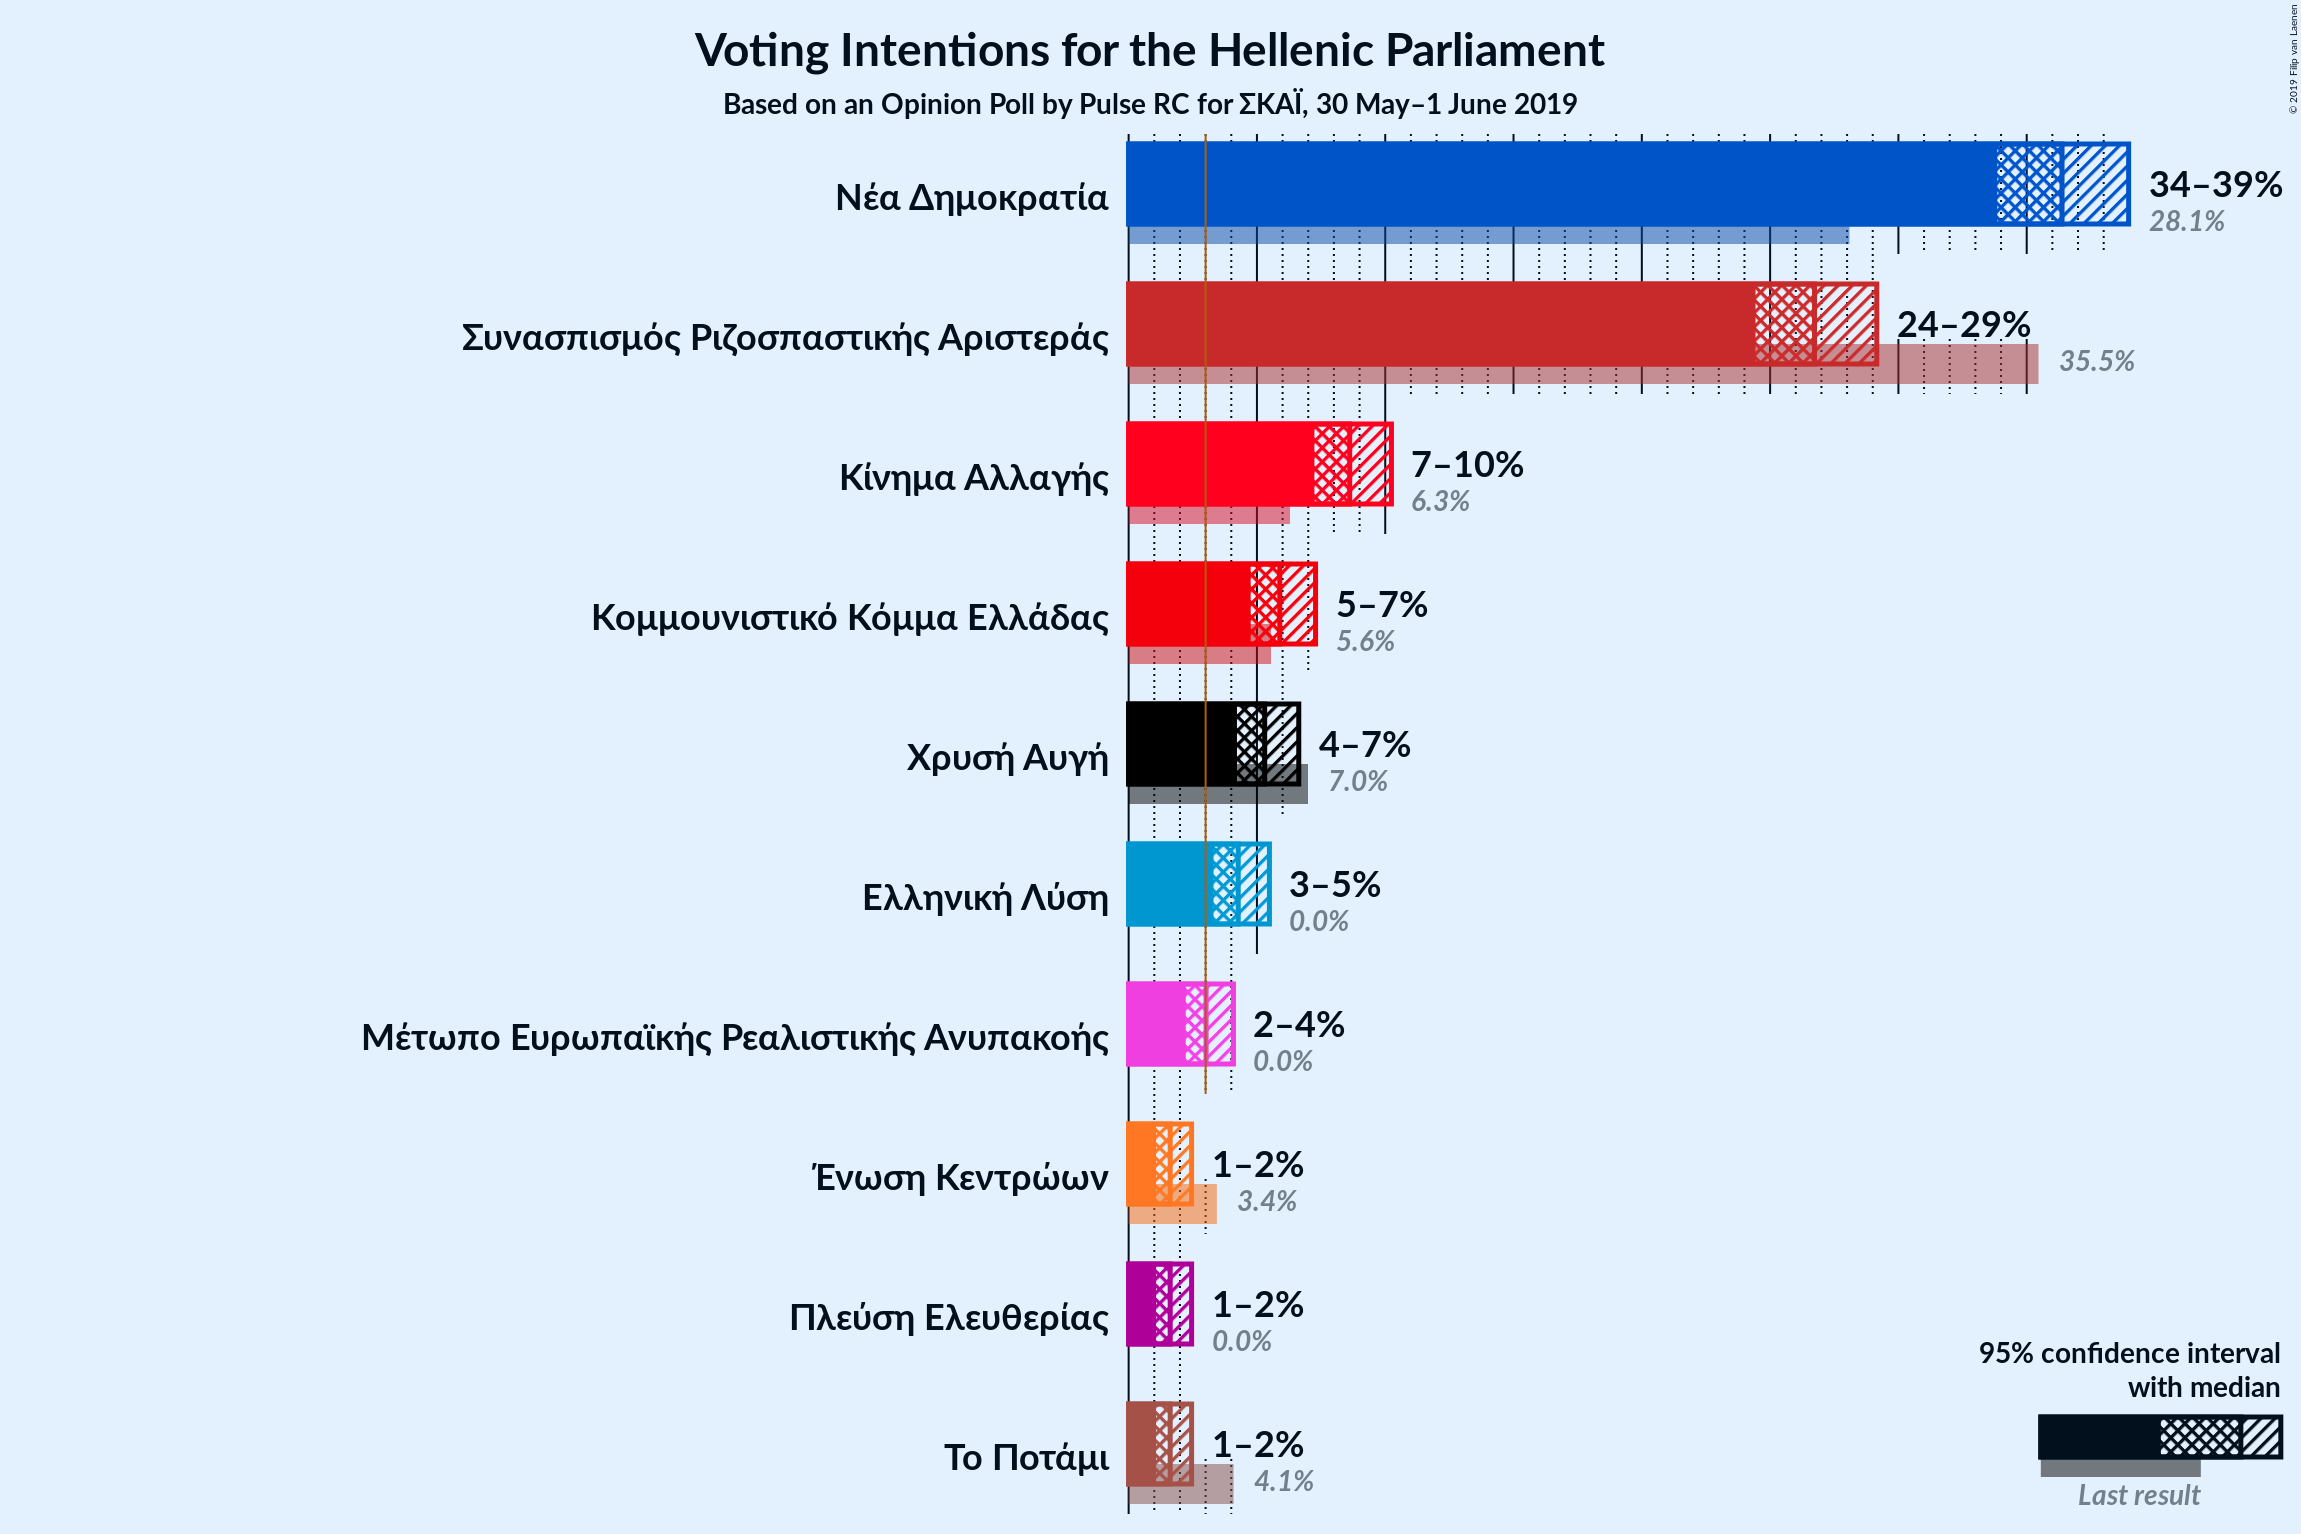 Voting Intentions for the Hellenic Parliament
Based on an Opinion Poll by Pulse RC for ΣΚΑΪ, 30 May–1 June 2019
© 2019 Filip van Laenen
Νέα Δημοκρατία
34–39%
28.1%
Συνασπισμός Ριζοσπαστικής Αριστεράς
24–29%
35.5%
Κίνημα Αλλαγής
7–10%
6.3%
Κομμουνιστικό Κόμμα Ελλάδας
5–7%
5.6%
Χρυσή Αυγή
4–7%
7.0%
Ελληνική Λύση
3–5%
0.0%
Μέτωπο Ευρωπαϊκής Ρεαλιστικής Ανυπακοής
2–4%
0.0%
Ένωση Κεντρώων
1–2%
3.4%
Πλεύση Ελευθερίας
1–2%
0.0%
Το Ποτάμι
1–2%
4.1%
95% confidence interval
with median
Last result